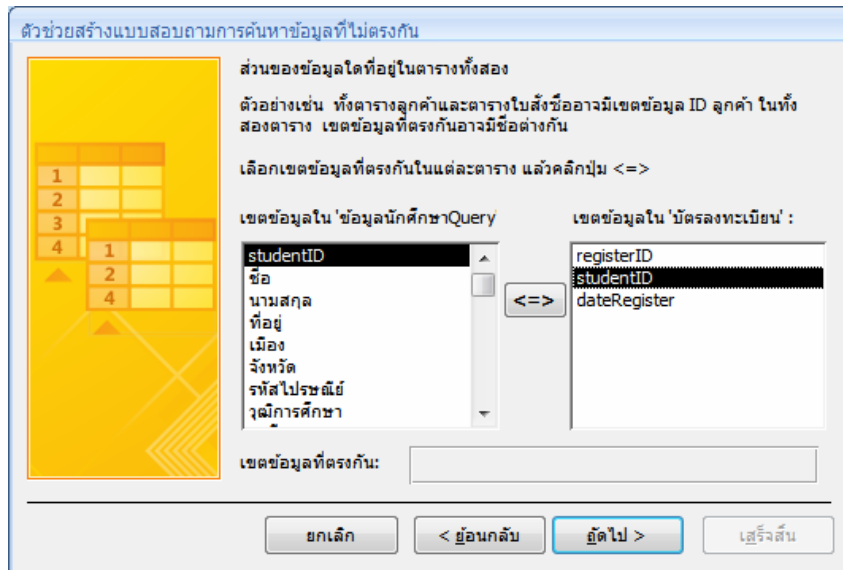 ตัวช่วยสร้างแบบสอบถามการค้นหาข้อมูลที่ไม่ตรงกัน
ส่วนของข้อมูลใดที่อยู่ในตารางทั้งสอง
ตัวอย่างเช่น ทั้งตารางลูกค้าและตารางใบสั่งซื้ออาจมีเขตข้อมูล ID ลูกค้า ในทั้ง
สองตาราง เขตข้อมูลที่ตรงกันอาจมีชื่อต่างกัน
เลือกเขตข้อมูลที่ตรงกันในแต่ละตาราง แล้วคลิกปุ่ม <=>
เขตข้อมูลใน 'ข้อมูลนักศึกษาQuery'
เขตข้อมูลใน 'บัตรลงทะเบียน' :
studentID
ชื่อ
นามสกุล
ที่อยู่
เมือง
จังหวัด
รหัสไปรษณีย์
วุฒิการศึกษา
<=>
registerID
studentID
dateRegister
1
2
3
4
1
2
4
เขตข้อมูลที่ตรงกัน:
ยกเลิก
< ย้อนกลับ
ถัดไป >
เสร็จสิ้น